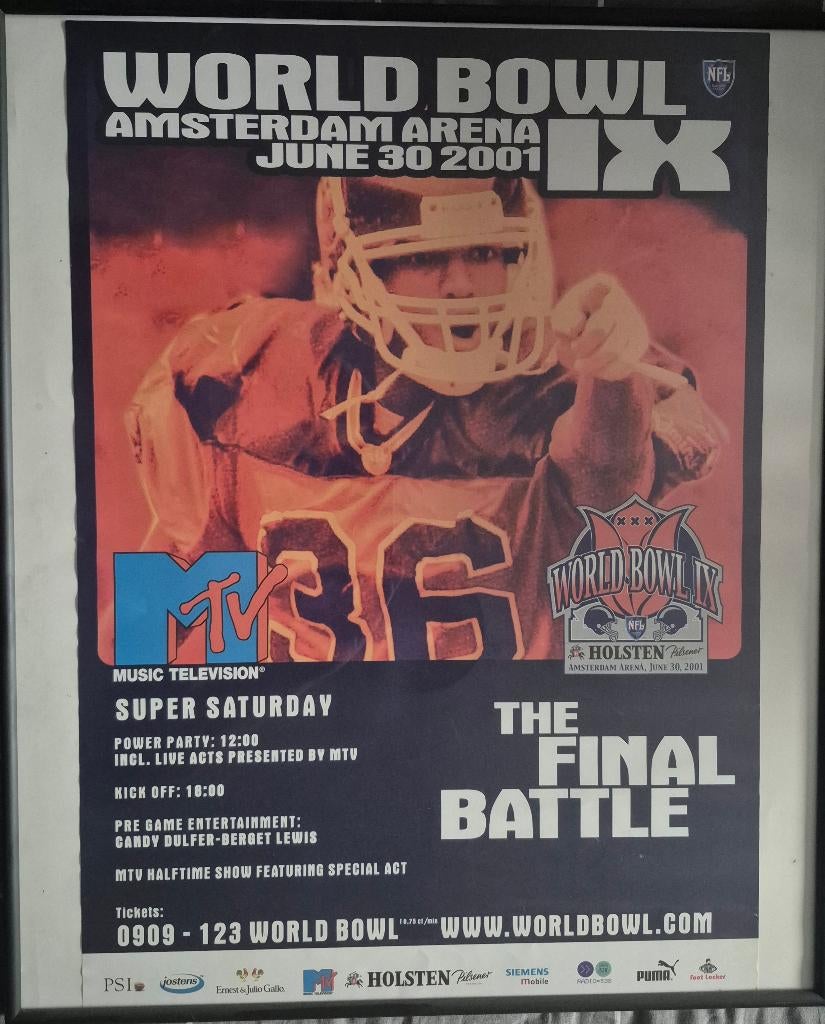 WORLD BOWL
NFL
AMSTERDAM ARENA
JUNE 30 2001
IX
96
XXX
WORLD BOWL IX
NFL
HOLSTEN Pilsener
AMSTERDAM ARENA, JUNE 30, 2001
MTV
MUSIC TELEVISION®
SUPER SATURDAY
POWER PARTY: 12:00
INCL. LIVE ACTS PRESENTED BY MTV
KICK OFF: 18:00
PRE GAME ENTERTAINMENT:
CANDY DULFER-BERGET LEWIS
MTV HALFTIME SHOW FEATURING SPECIAL ACT
THE
FINAL
BATTLE
Tickets:
0909 - 123 WORLD BOWL WWW.WORLDBOWL.COM
PSI jostens Ernest & Julio Gallo. MTV HOLSTEN Pilsener SIEMENS mobile RADIO 538 PUMA Foot Locker